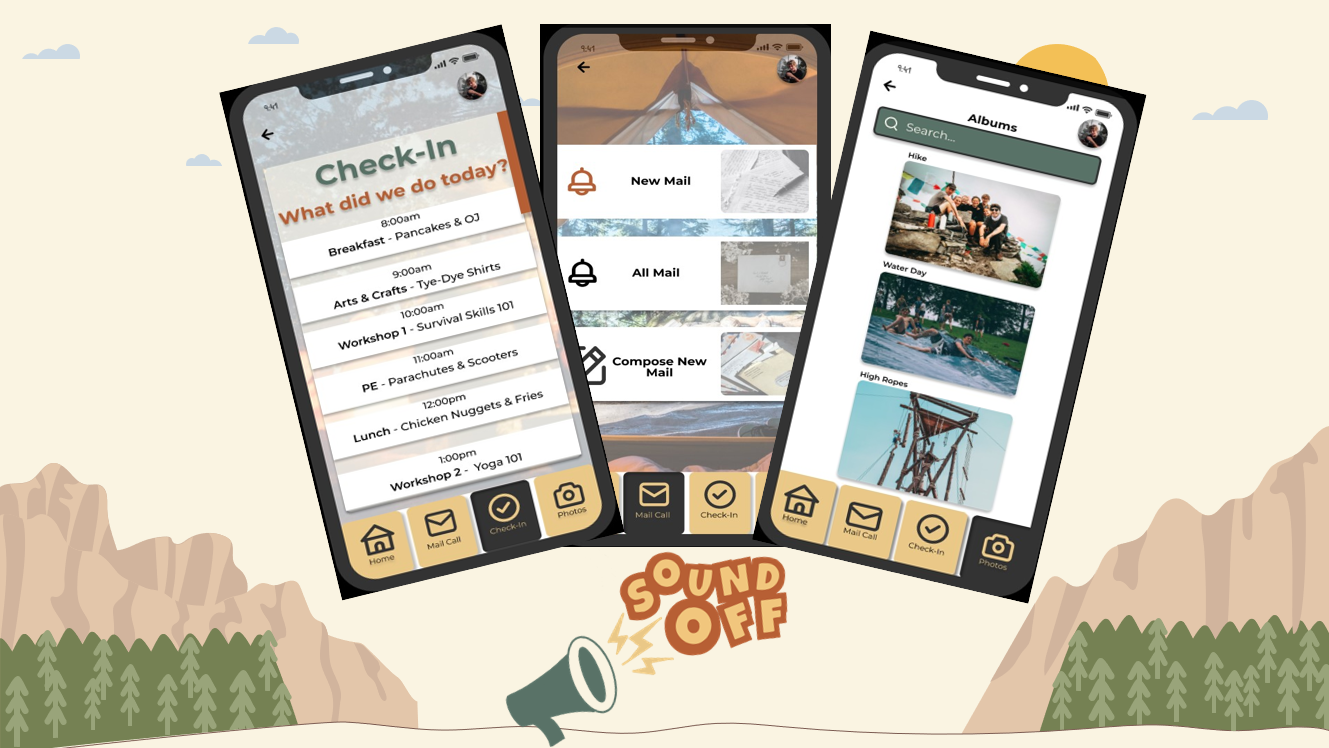 9:41
Check-In
What did we do today?
8:00am
Breakfast - Pancakes & OJ
9:00am
Arts & Crafts - Tye-Dye Shirts
10:00am
Workshop 1 - Survival Skills 101
11:00am
PE - Parachutes & Scooters
12:00pm
Lunch - Chicken Nuggets & Fries
1:00pm
Workshop 2 - Yoga 101
Home
Mail Call
Check-In
Photos
9:41
New Mail
All Mail
Compose New
Mail
Mail Call
Check-In
9:41
Albums
Search...
Hike
Water Day
High Ropes
Home
Mail Call
Check-In
Photos
SOUND
OFF